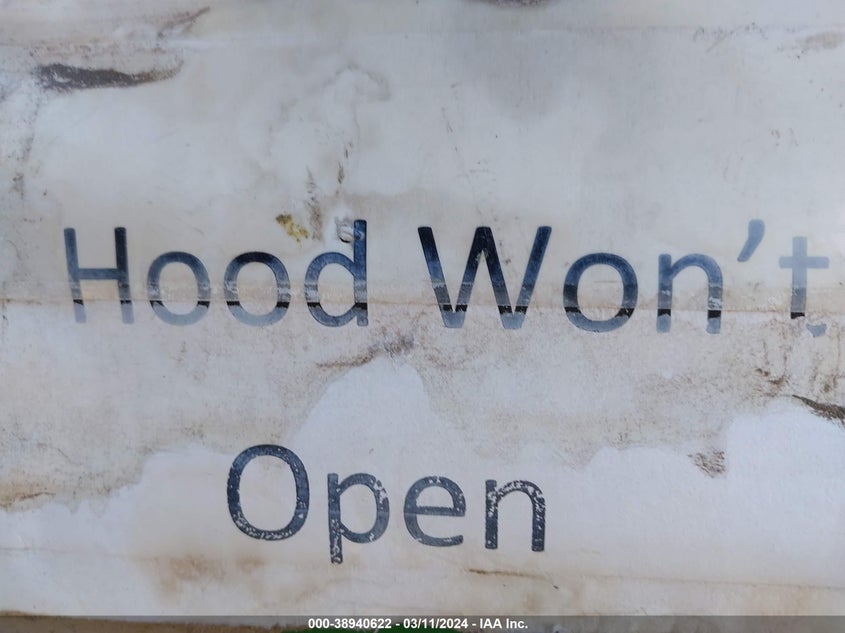 Hood Won’t
Open
000-38940622 - 03/11/2024 - IAA Inc.